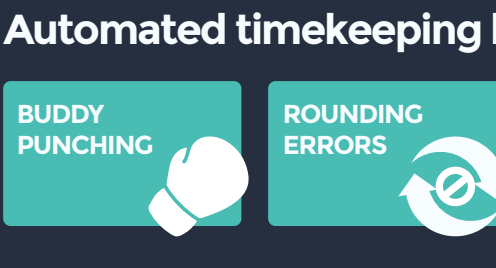 Automated timekeeping
BUDDY
PUNCHING
ROUNDING
ERRORS